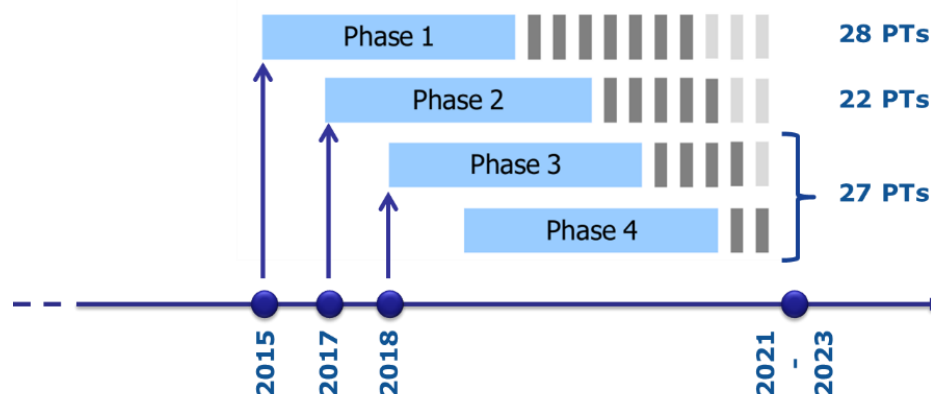 Phase 1
28 PTs
Phase 2
22 PTs
Phase 3
27 PTs
Phase 4
2015
2017
2018
2021
-
2023